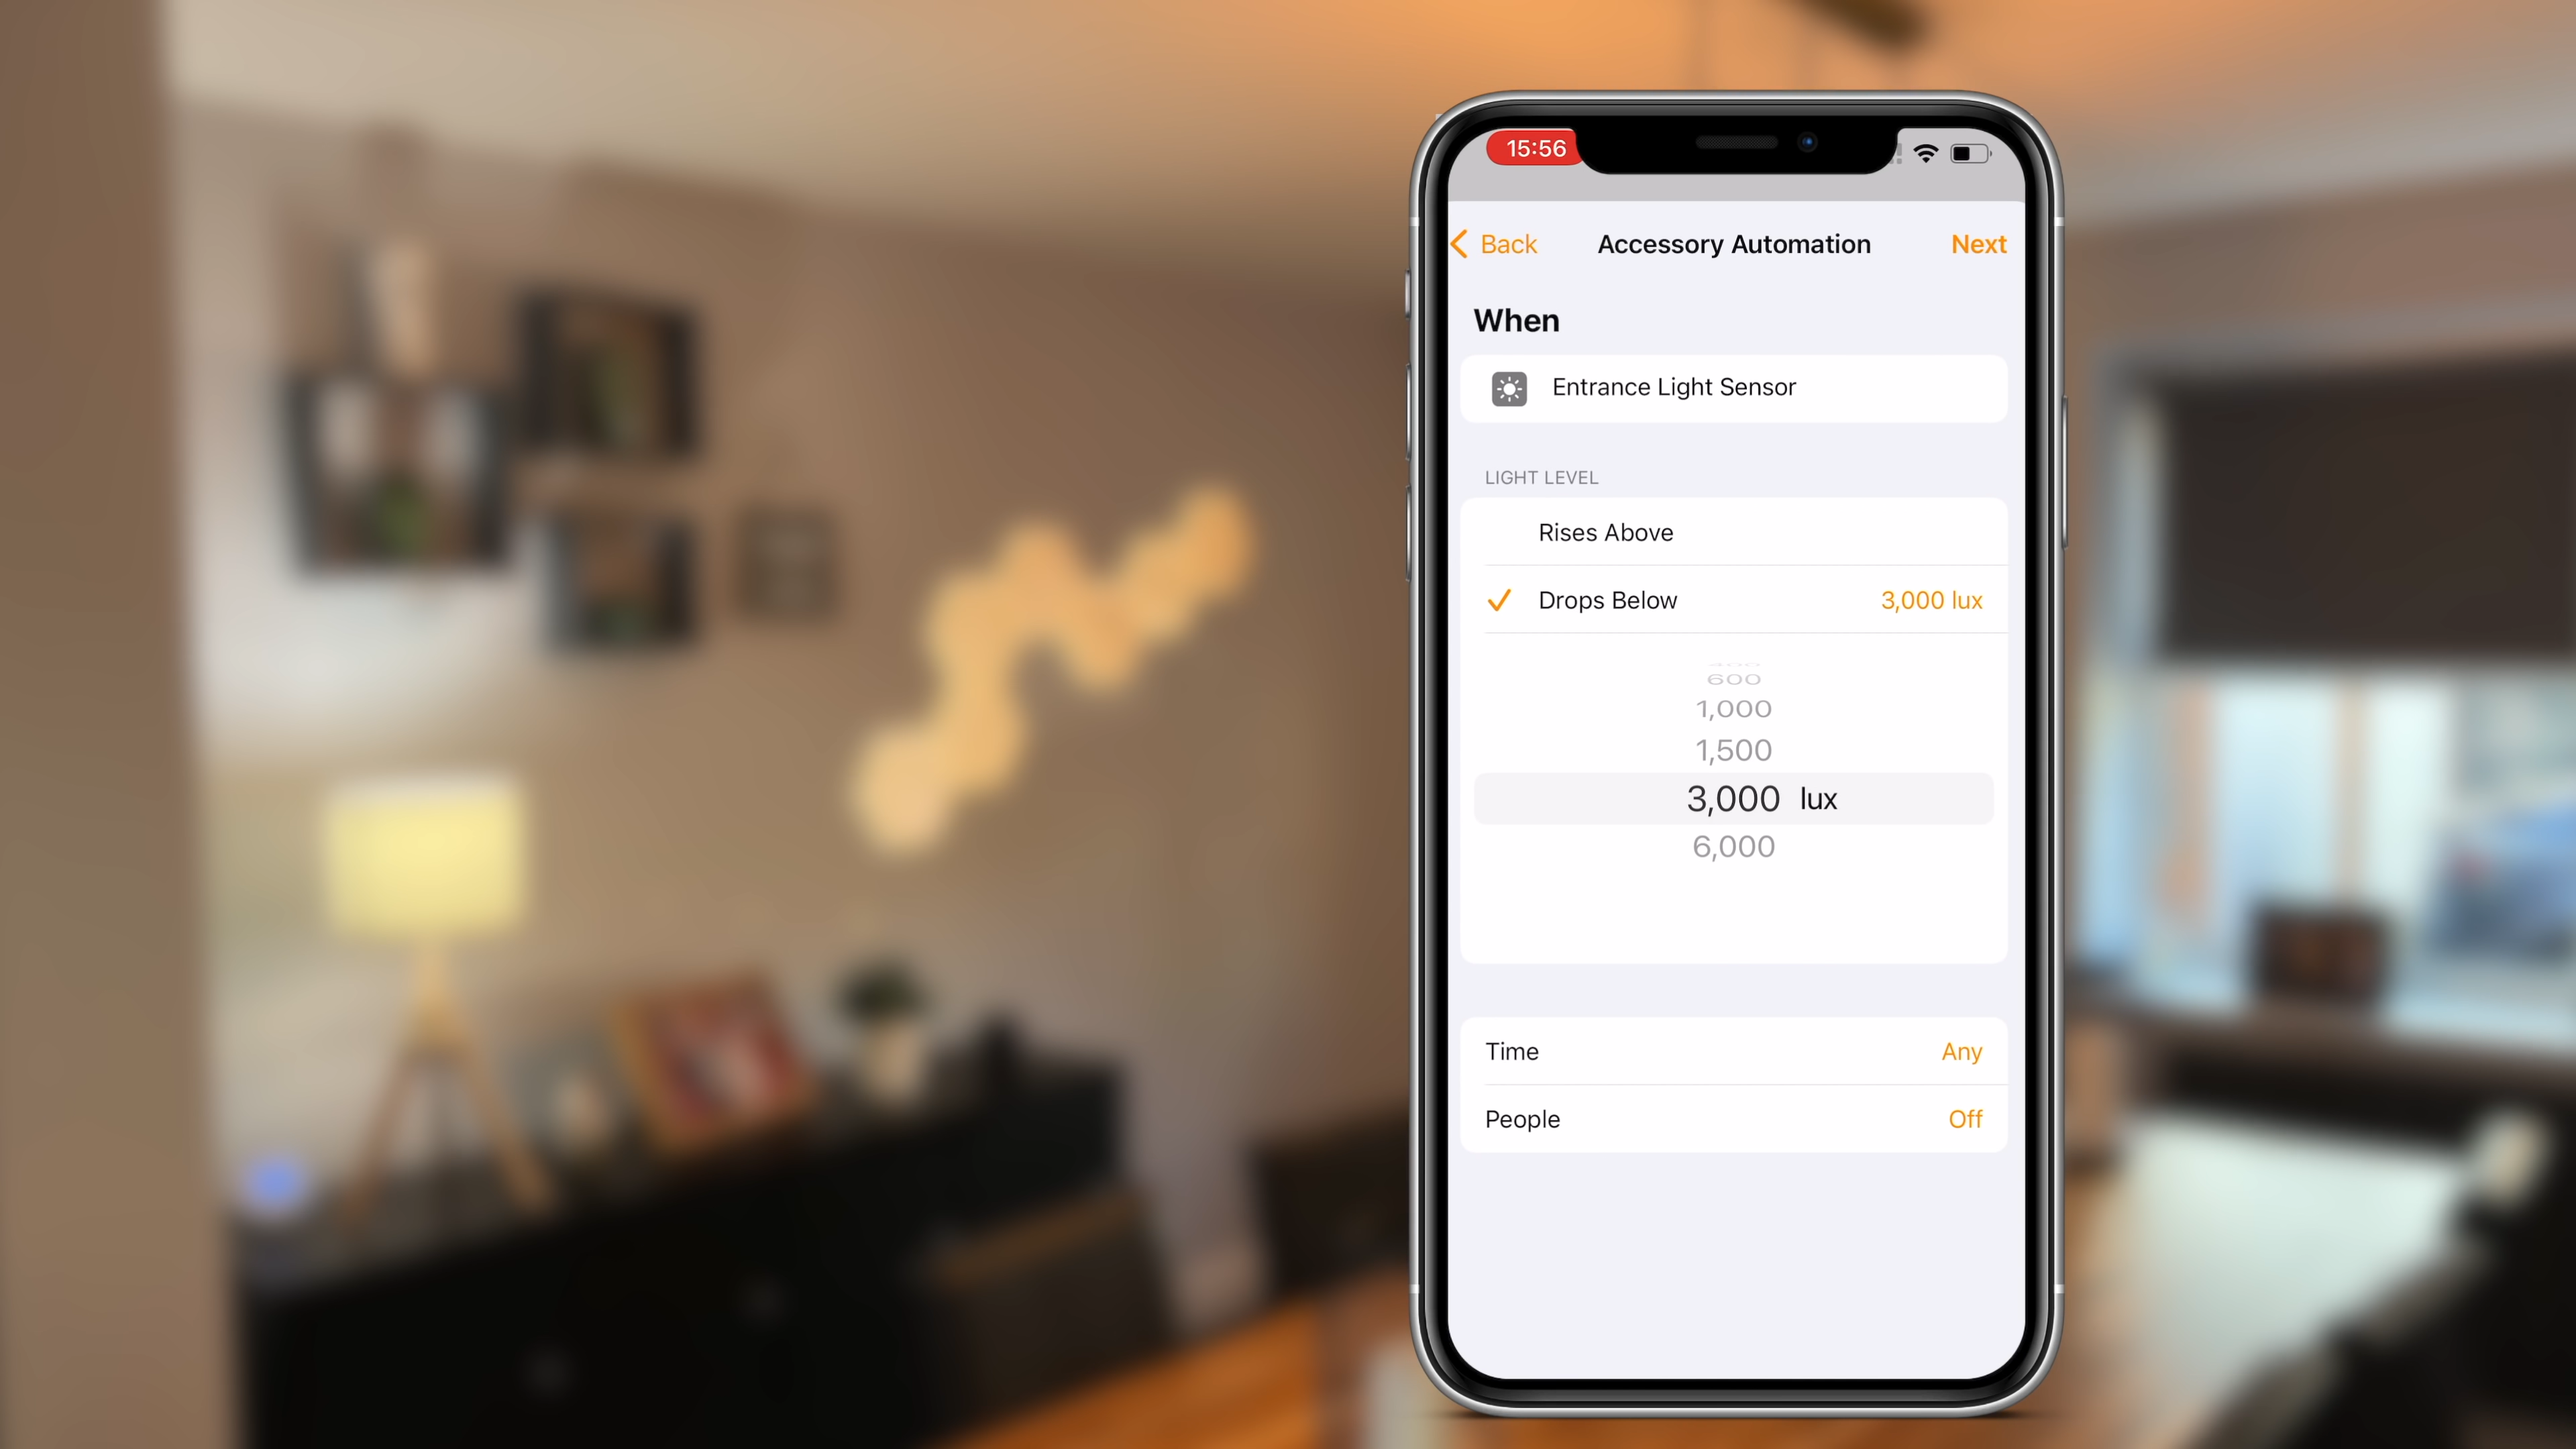 15:56
Back Accessory Automation Next
When
Entrance Light Sensor
LIGHT LEVEL
Rises Above
Drops Below 3,000 lux
400
600
1,000
1,500
3,000 lux
6,000
Time Any
People Off